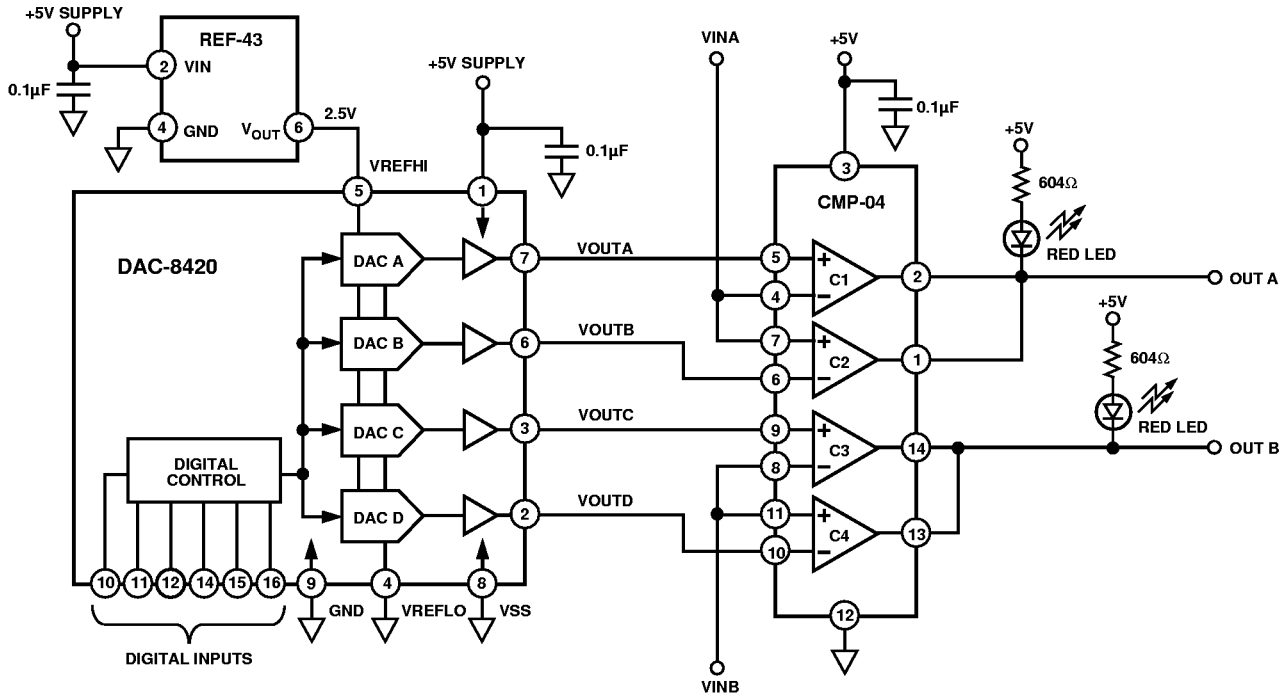 +5V SUPPLY
REF-43
2
VIN
0.1µF
4
GND
VOUT
6
2.5V
VREFHI
+5V SUPPLY
0.1µF
5
1
DAC-8420
DAC A
7
VOUTA
DAC B
6
VOUTB
DAC C
3
VOUTC
DIGITAL
CONTROL
DAC D
2
VOUTD
10
11
12
14
15
16
9
4
8
GND
VREFLO
VSS
DIGITAL INPUTS
VINA
+5V
0.1µF
3
CMP-04
5
+
C1
4
−
2
7
+
C2
6
−
1
9
+
C3
8
−
14
11
+
C4
10
−
13
12
VINB
+5V
604Ω
RED LED
OUT A
+5V
604Ω
RED LED
OUT B